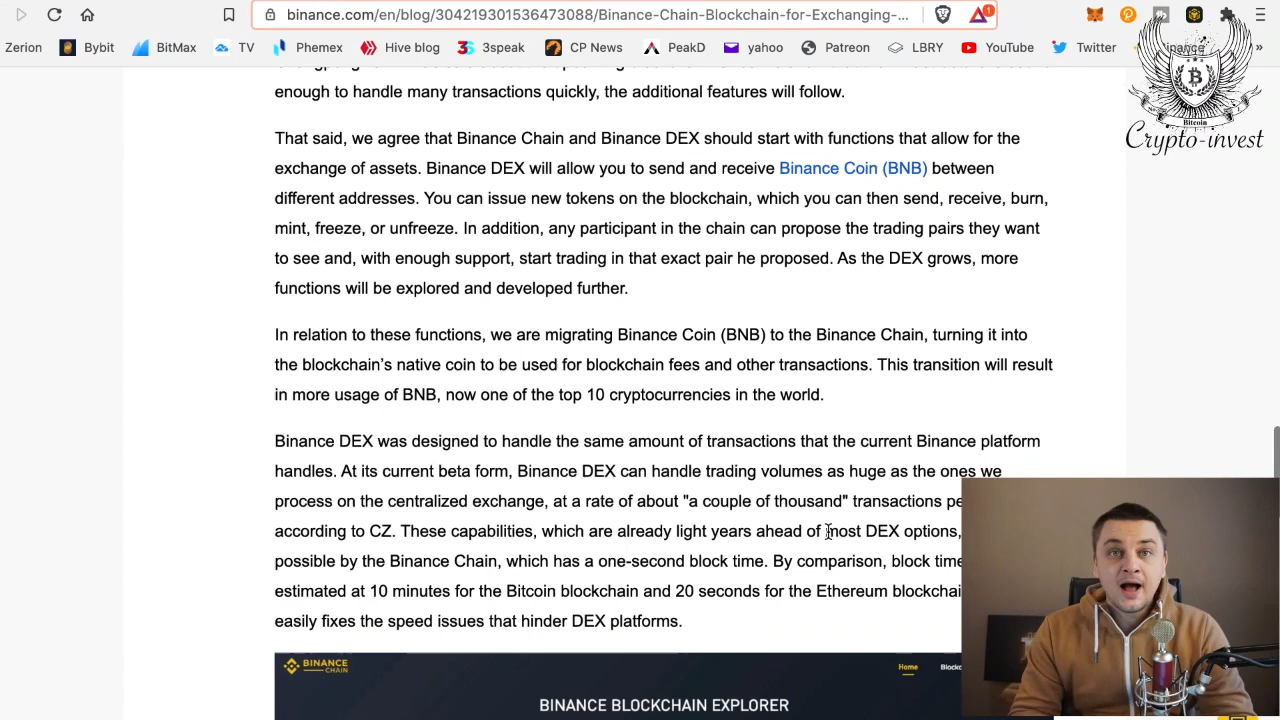 binance.com/en/blog/304219301536473088/Binance-Chain-Blockchain-for-Exchanging-...
1
Zerion Bybit BitMax TV Phemex Hive blog 3speak CP News PeakD yahoo Patreon LBRY YouTube Twitter »
Bitcoin
Crypto-invest
enough to handle many transactions quickly, the additional features will follow.
That said, we agree that Binance Chain and Binance DEX should start with functions that allow for the
exchange of assets. Binance DEX will allow you to send and receive Binance Coin (BNB) between
different addresses. You can issue new tokens on the blockchain, which you can then send, receive, burn,
mint, freeze, or unfreeze. In addition, any participant in the chain can propose the trading pairs they want
to see and, with enough support, start trading in that exact pair he proposed. As the DEX grows, more
functions will be explored and developed further.
In relation to these functions, we are migrating Binance Coin (BNB) to the Binance Chain, turning it into
the blockchain's native coin to be used for blockchain fees and other transactions. This transition will result
in more usage of BNB, now one of the top 10 cryptocurrencies in the world.
Binance DEX was designed to handle the same amount of transactions that the current Binance platform
handles. At its current beta form, Binance DEX can handle trading volumes as huge as the ones we
process on the centralized exchange, at a rate of about "a couple of thousand" transactions pe
according to CZ. These capabilities, which are already light years ahead of most DEX options,
possible by the Binance Chain, which has a one-second block time. By comparison, block time
estimated at 10 minutes for the Bitcoin blockchain and 20 seconds for the Ethereum blockchai
easily fixes the speed issues that hinder DEX platforms.
BINANCE
CHAIN
Home Block
BINANCE BLOCKCHAIN EXPLORER